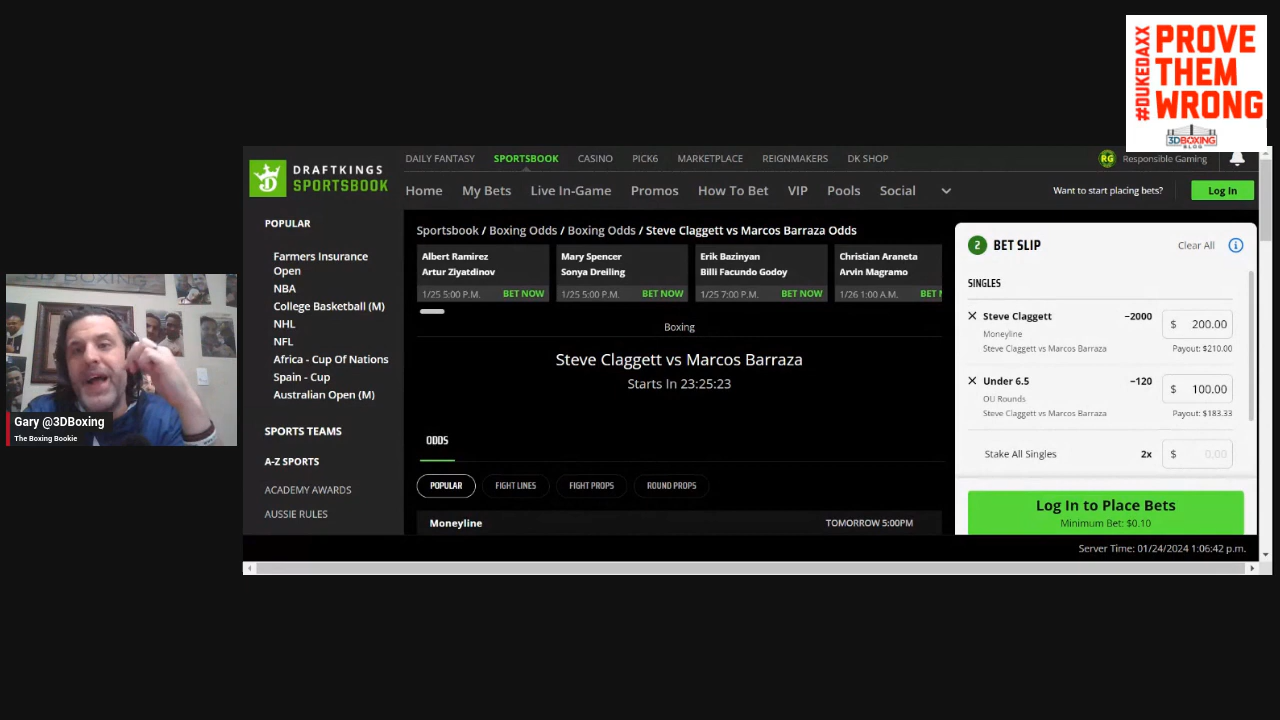 #DUKEDAXX
PROVE
THEM
WRONG
3DBOXING
BLOG
DRAFTKINGS
SPORTSBOOK
DAILY FANTASY SPORTSBOOK CASINO PICK6 MARKETPLACE REIGNMAKERS DK SHOP
RG Responsible Gaming
Home My Bets Live In-Game Promos How To Bet VIP Pools Social
Want to start placing bets? Log In
POPULAR
Farmers Insurance
Open
NBA
College Basketball (M)
NHL
NFL
Africa - Cup Of Nations
Spain - Cup
Australian Open (M)
SPORTS TEAMS
A-Z SPORTS
ACADEMY AWARDS
AUSSIE RULES
Sportsbook / Boxing Odds / Boxing Odds / Steve Claggett vs Marcos Barraza Odds
Albert Ramirez
Artur Ziyatdinov
1/25 5:00 P.M. BET NOW
Mary Spencer
Sonya Dreiling
1/25 5:00 P.M. BET NOW
Erik Bazinyan
Billi Facundo Godoy
1/25 7:00 P.M. BET NOW
Christian Araneta
Arvin Magramo
1/26 1:00 A.M. BET N
Boxing
Steve Claggett vs Marcos Barraza
Starts In 23:25:23
ODDS
POPULAR FIGHT LINES FIGHT PROPS ROUND PROPS
Moneyline TOMORROW 5:00PM
2 BET SLIP Clear All
SINGLES
Steve Claggett −2000 $ 200.00
Moneyline
Steve Claggett vs Marcos Barraza Payout: $210.00
Under 6.5 −120 $ 100.00
OU Rounds
Steve Claggett vs Marcos Barraza Payout: $183.33
Stake All Singles 2x $ 0.00
Log In to Place Bets
Minimum Bet: $0.10
Server Time: 01/24/2024 1:06:42 p.m.
3D BOXING
Gary @3DBoxing
The Boxing Bookie